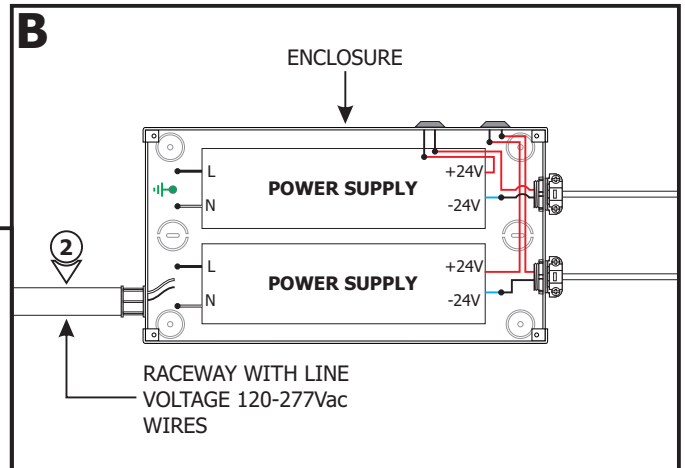 B
ENCLOSURE
L
POWER SUPPLY
+24V
N
-24V
2
L
POWER SUPPLY
+24V
N
-24V
RACEWAY WITH LINE
VOLTAGE 120-277Vac
WIRES